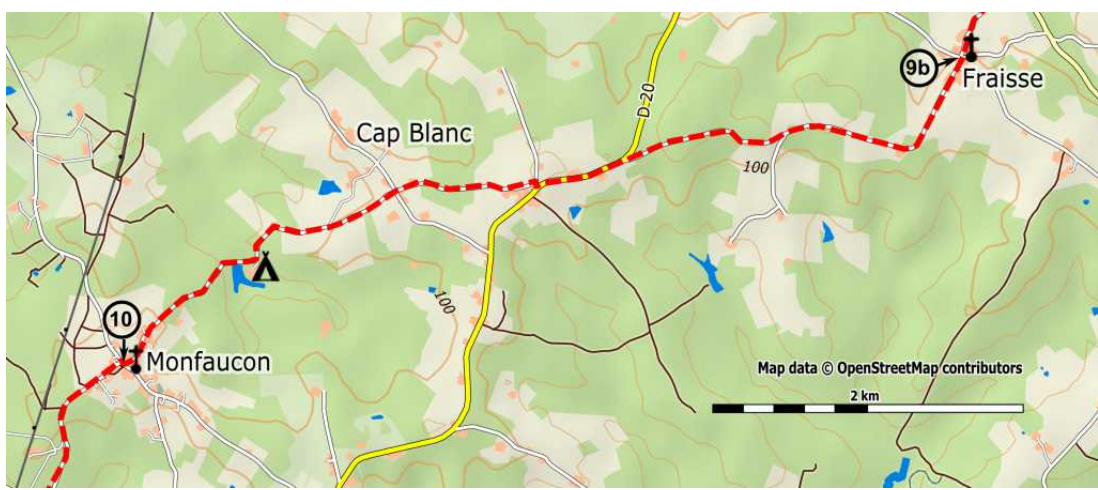 9b
Fraisse
D 20
Cap Blanc
100
100
10
Monfaucon
Map data © OpenStreetMap contributors
2 km